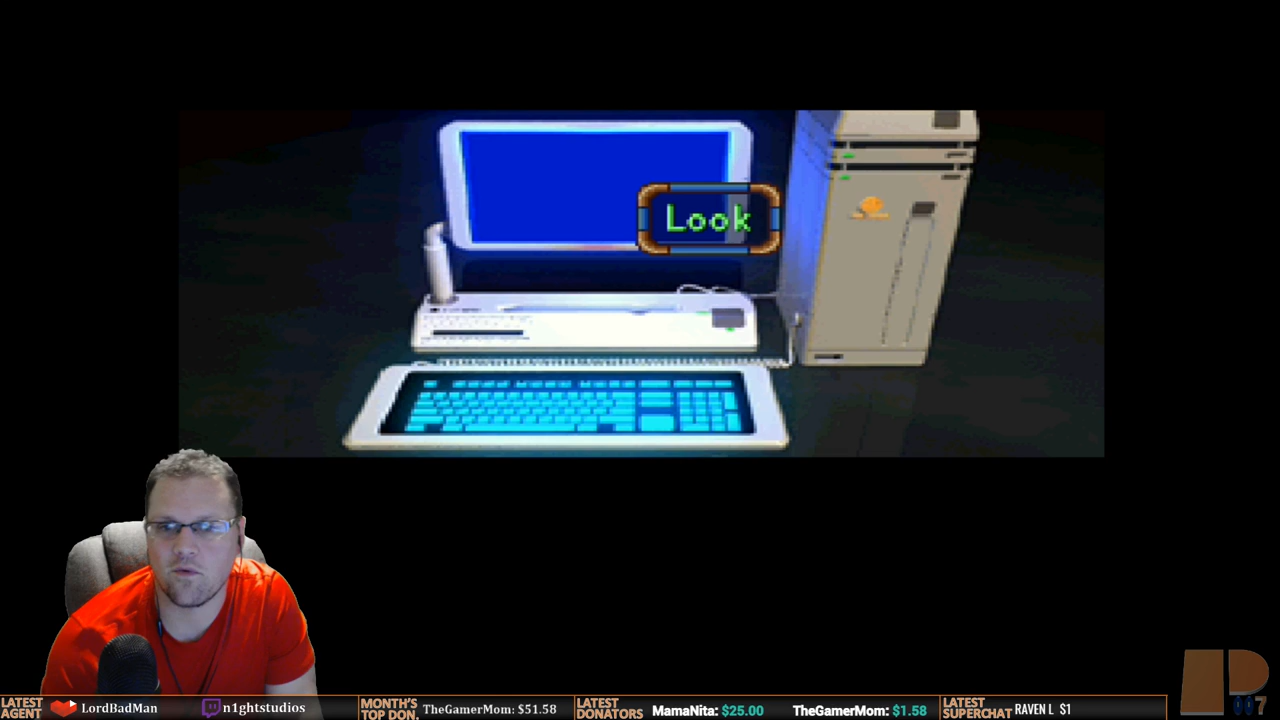 Look
LATEST AGENT LordBadMan n1ghtstudios MONTH'S TOP DON. TheGamerMom: $51.58 LATEST DONATORS MamaNita: $25.00 TheGamerMom: $1.58 LATEST SUPERCHAT RAVEN L $1
P
007